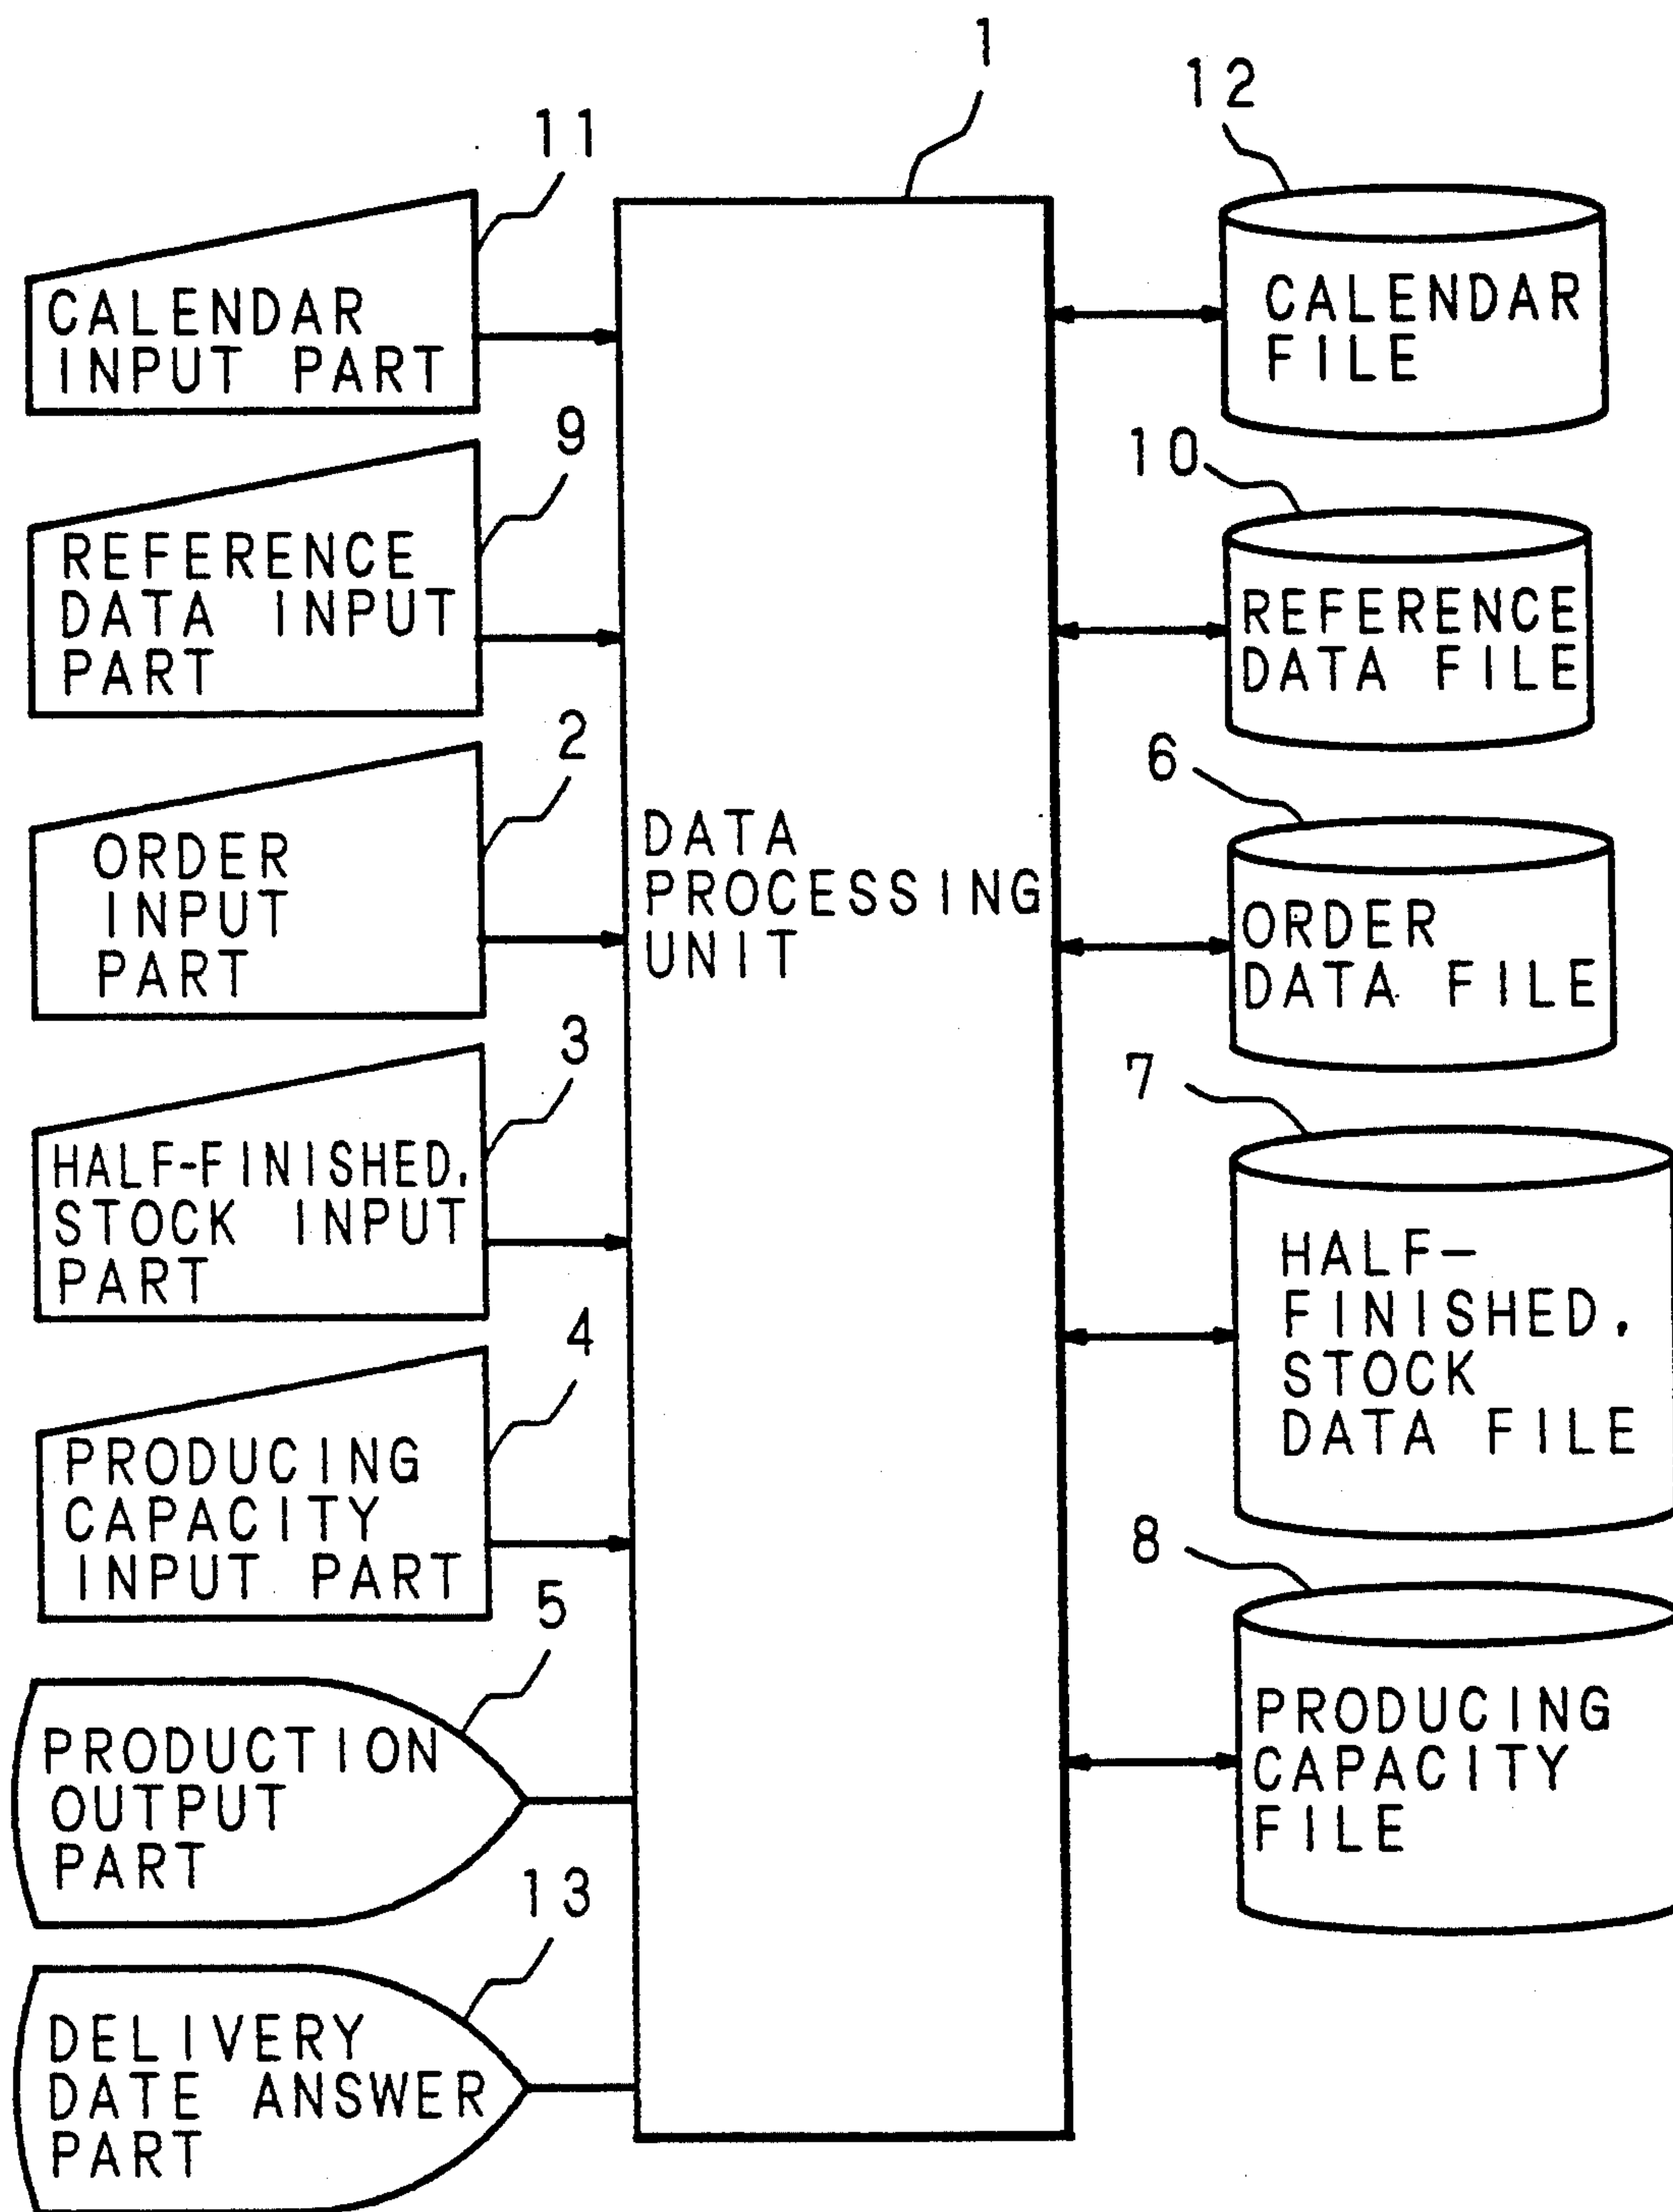 1
12
11
CALENDAR
INPUT PART
CALENDAR
FILE
9
10
REFERENCE
DATA INPUT
PART
REFERENCE
DATA FILE
2
6
ORDER
INPUT
PART
DATA
PROCESSING
UNIT
ORDER
DATA FILE
3
7
HALF-FINISHED.
STOCK INPUT
PART
HALF-
FINISHED.
STOCK
DATA FILE
4
8
PRODUCING
CAPACITY
INPUT PART
PRODUCING
CAPACITY
FILE
5
PRODUCTION
OUTPUT
PART
13
DELIVERY
DATE ANSWER
PART